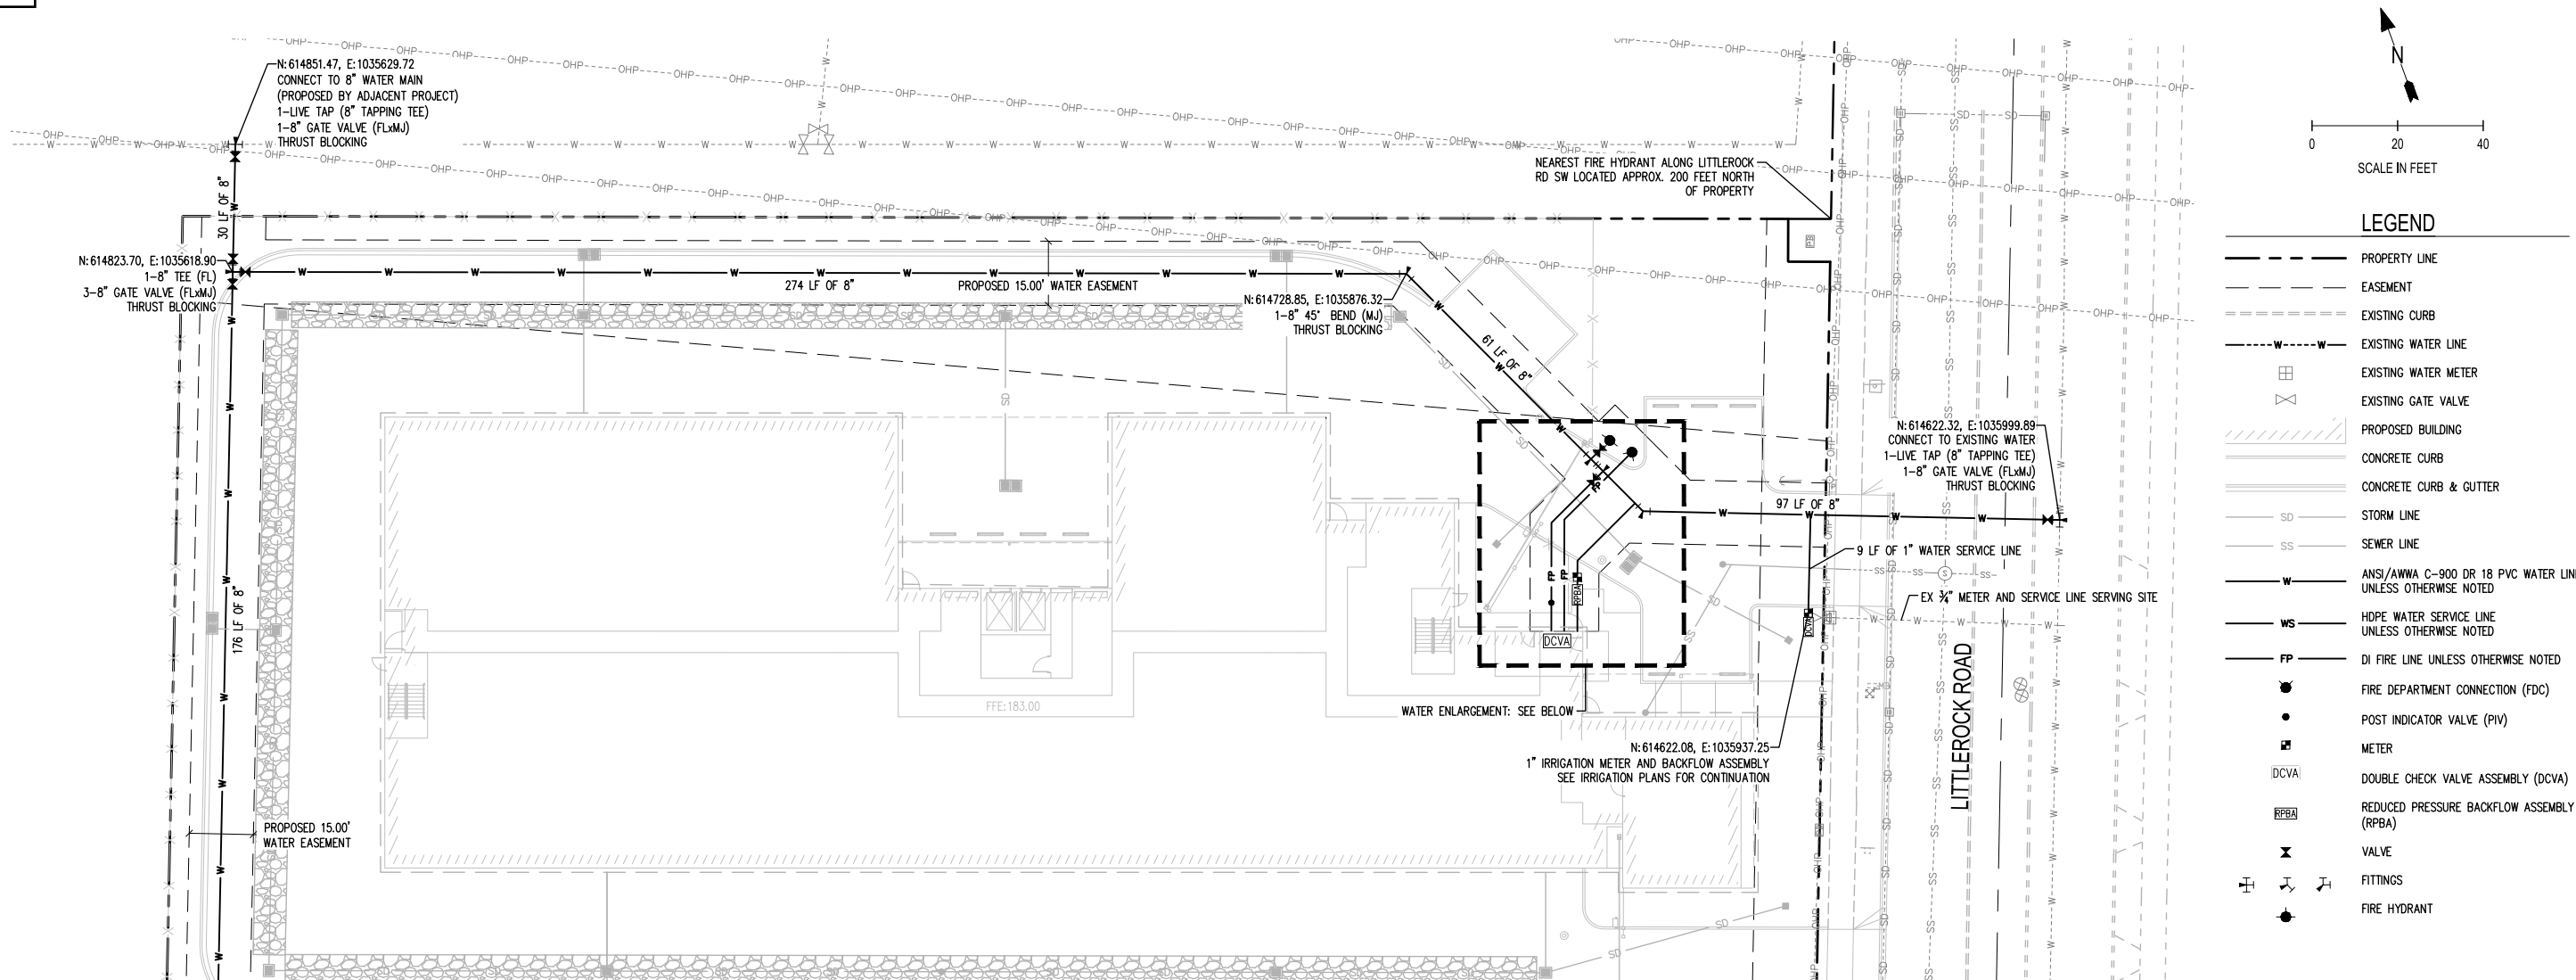 N:614851.47, E:1035629.72
CONNECT TO 8" WATER MAIN
(PROPOSED BY ADJACENT PROJECT)
1-LIVE TAP (8" TAPPING TEE)
1-8" GATE VALVE (FLxMJ)
THRUST BLOCKING
30 LF OF 8"
N:614823.70, E:1035618.90
1-8" TEE (FL)
3-8" GATE VALVE (FLxMJ)
THRUST BLOCKING
274 LF OF 8"
PROPOSED 15.00' WATER EASEMENT
N:614728.85, E:1035876.32
1-8" 45° BEND (MJ)
THRUST BLOCKING
61 LF OF 8"
NEAREST FIRE HYDRANT ALONG LITTLEROCK
RD SW LOCATED APPROX. 200 FEET NORTH
OF PROPERTY
N:614622.32, E:1035999.89
CONNECT TO EXISTING WATER
1-LIVE TAP (8" TAPPING TEE)
1-8" GATE VALVE (FLxMJ)
THRUST BLOCKING
97 LF OF 8"
9 LF OF 1" WATER SERVICE LINE
EX ¾" METER AND SERVICE LINE SERVING SITE
176 LF OF 8"
FFE:183.00
DCVA
RPBA
FP
FP
FP
DCVA
WATER ENLARGEMENT: SEE BELOW
N:614622.08, E:1035937.25
1" IRRIGATION METER AND BACKFLOW ASSEMBLY
SEE IRRIGATION PLANS FOR CONTINUATION
PROPOSED 15.00'
WATER EASEMENT
LITTLEROCK ROAD
N
0 20 40
SCALE IN FEET
LEGEND
PROPERTY LINE
EASEMENT
EXISTING CURB
W W EXISTING WATER LINE
EXISTING WATER METER
EXISTING GATE VALVE
PROPOSED BUILDING
CONCRETE CURB
CONCRETE CURB & GUTTER
SD STORM LINE
SS SEWER LINE
W ANSI/AWWA C-900 DR 18 PVC WATER LIN
UNLESS OTHERWISE NOTED
WS HDPE WATER SERVICE LINE
UNLESS OTHERWISE NOTED
FP DI FIRE LINE UNLESS OTHERWISE NOTED
FIRE DEPARTMENT CONNECTION (FDC)
POST INDICATOR VALVE (PIV)
METER
DCVA DOUBLE CHECK VALVE ASSEMBLY (DCVA)
RPBA REDUCED PRESSURE BACKFLOW ASSEMBLY
(RPBA)
VALVE
FITTINGS
FIRE HYDRANT